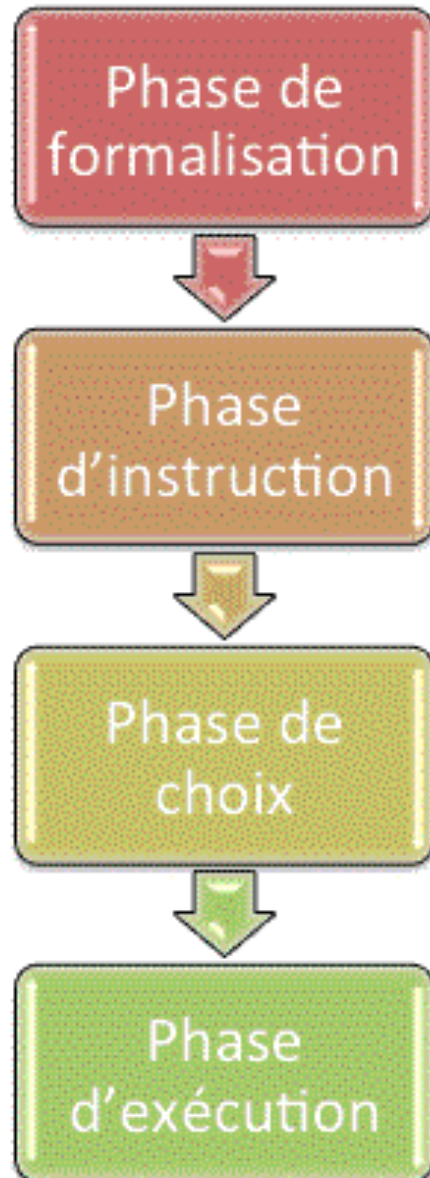 Phase de
formalisation
Phase
d'instruction
Phase de
choix
Phase
d'exécution